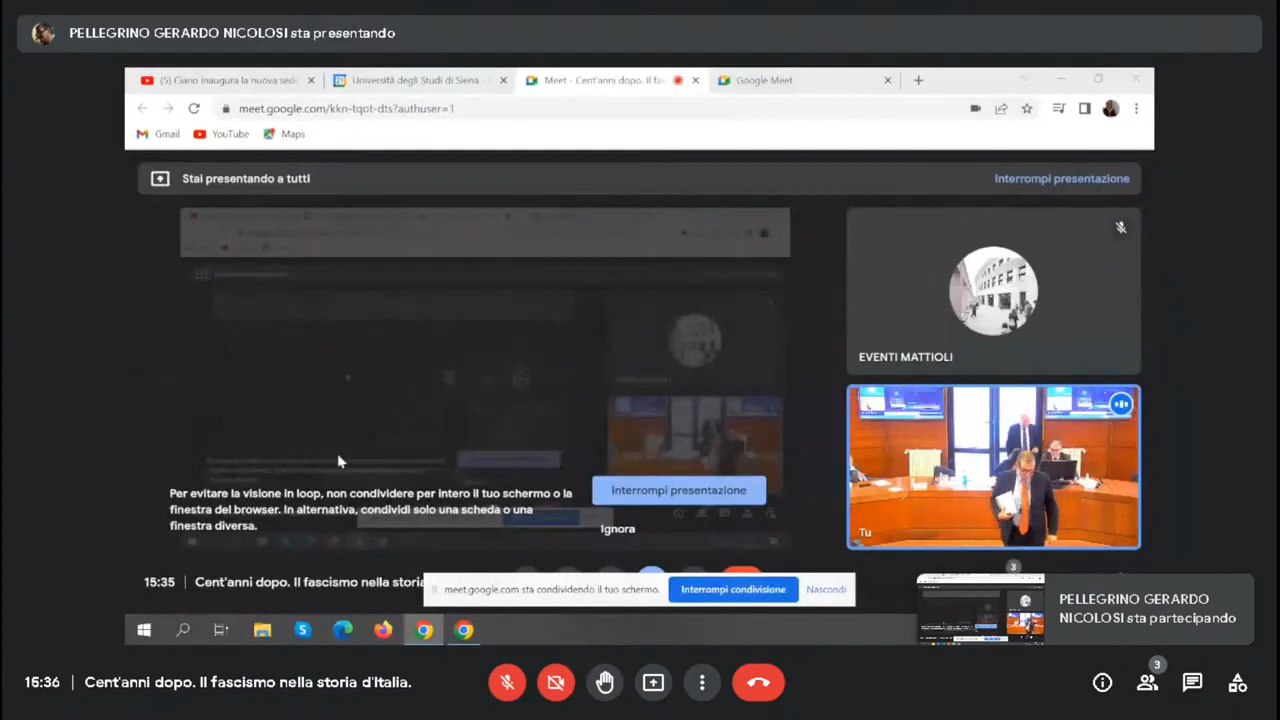 PELLEGRINO GERARDO NICOLOSI sta presentando
(5) Ciano inaugura la nuova sede
Università degli Studi di Siena -
Meet - Cent'anni dopo. Il fas
Google Meet
meet.google.com/kkn-tqot-dts?authuser=1
Gmail
YouTube
Maps
Stai presentando a tutti
Interrompi presentazione
EVENTI MATTIOLI
Per evitare la visione in loop, non condividere per intero il tuo schermo o la
finestra del browser. In alternativa, condividi solo una scheda o una
finestra diversa.
Interrompi presentazione
Ignora
Tu
15:35 | Cent'anni dopo. Il fascismo nella storia
meet.google.com sta condividendo il tuo schermo.
Interrompi condivisione
Nascondi
3
PELLEGRINO GERARDO
NICOLOSI sta partecipando
15:36 | Cent'anni dopo. Il fascismo nella storia d'Italia.
3